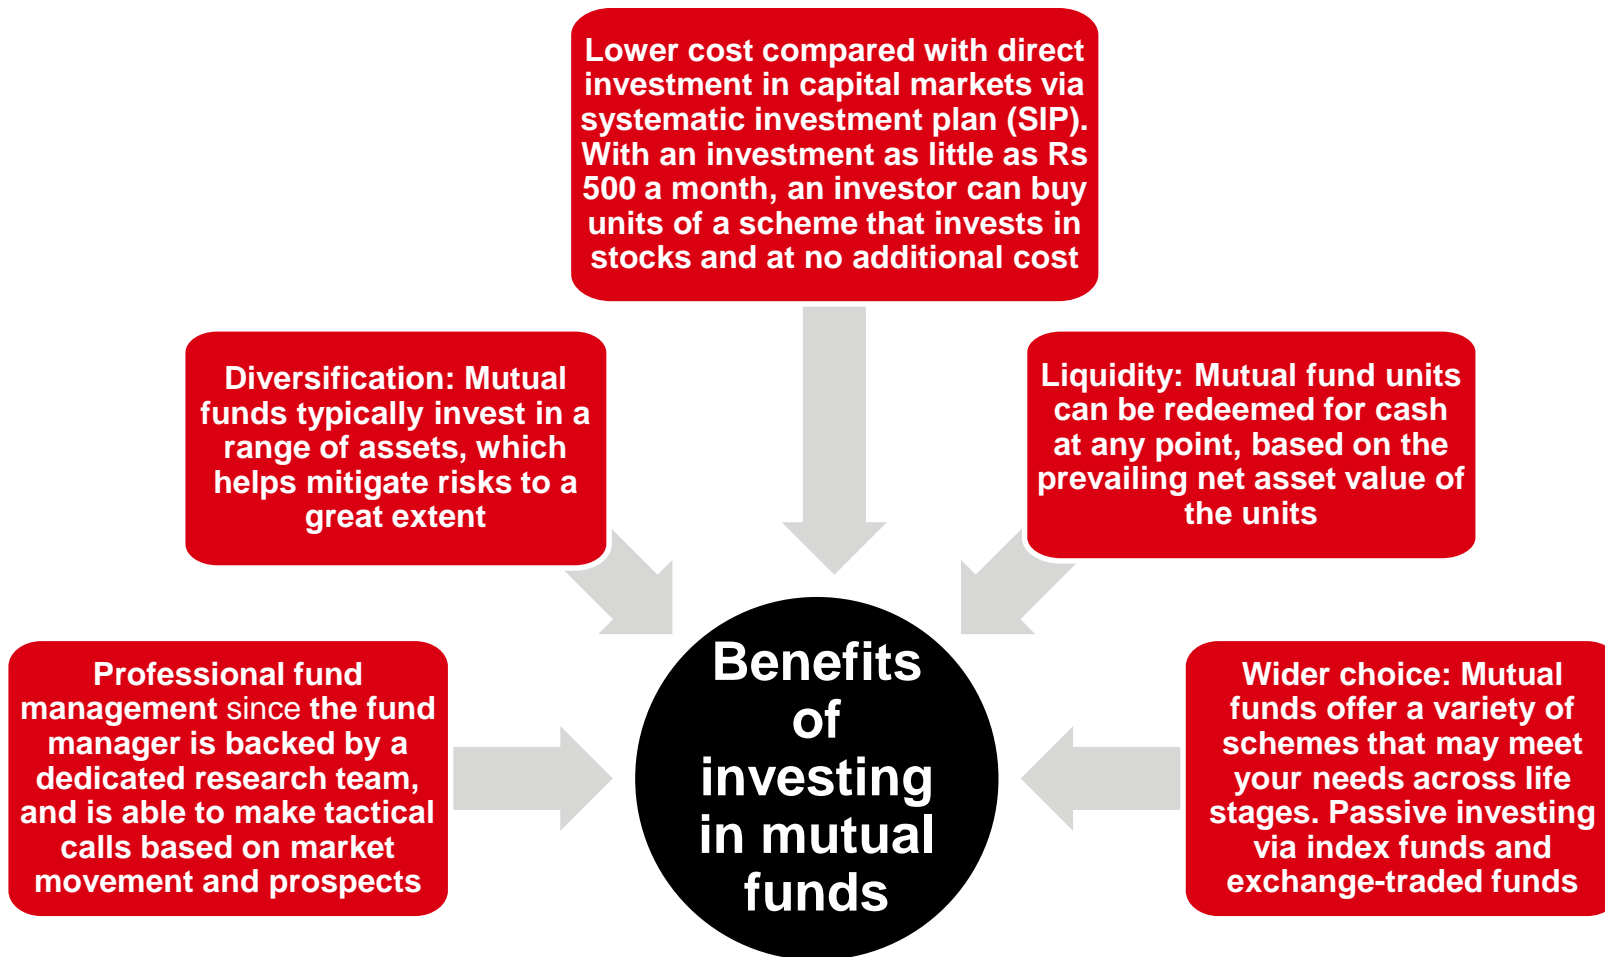 Lower cost compared with direct
investment in capital markets via
systematic investment plan (SIP).
With an investment as little as Rs
500 a month, an investor can buy
units of a scheme that invests in
stocks and at no additional cost
Diversification: Mutual
funds typically invest in a
range of assets, which
helps mitigate risks to a
great extent
Liquidity: Mutual fund units
can be redeemed for cash
at any point, based on the
prevailing net asset value of
the units
Professional fund
management since the fund
manager is backed by a
dedicated research team,
and is able to make tactical
calls based on market
movement and prospects
Benefits
of
investing
in mutual
funds
Wider choice: Mutual
funds offer a variety of
schemes that may meet
your needs across life
stages. Passive investing
via index funds and
exchange-traded funds